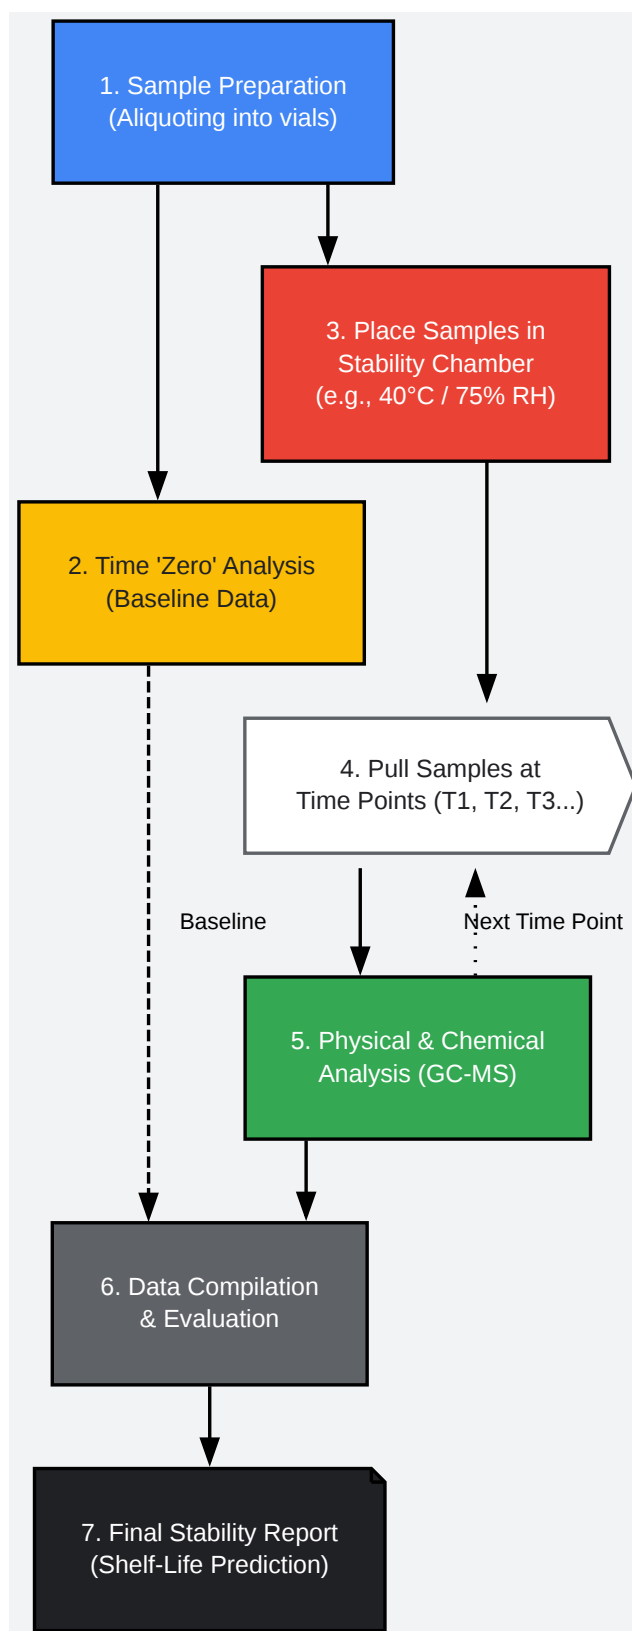 1. Sample Preparation
(Aliquoting into vials)
3. Place Samples in
Stability Chamber
(e.g., 40°C / 75% RH)
2. Time 'Zero' Analysis
(Baseline Data)
4. Pull Samples at
Time Points (T1, T2, T3...)
Baseline
Next Time Point
5. Physical & Chemical
Analysis (GC-MS)
6. Data Compilation
& Evaluation
7. Final Stability Report
(Shelf-Life Prediction)